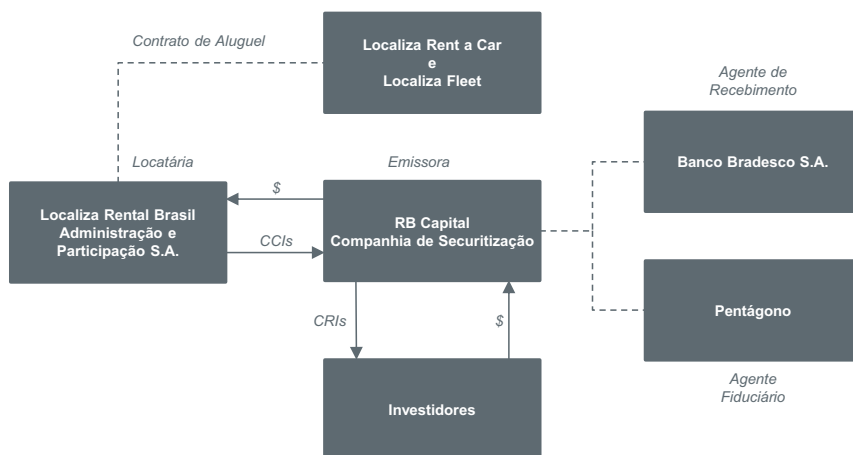 Contrato de Aluguel
Localiza Rent a Car
e
Localiza Fleet
Agente de
Recebimento
Banco Bradesco S.A.
Locatária
Emissora
$
Localiza Rental Brasil
Administração e
Participação S.A.
RB Capital
Companhia de Securitização
CCIs
Pentágono
CRIs
$
Agente
Fiduciário
Investidores